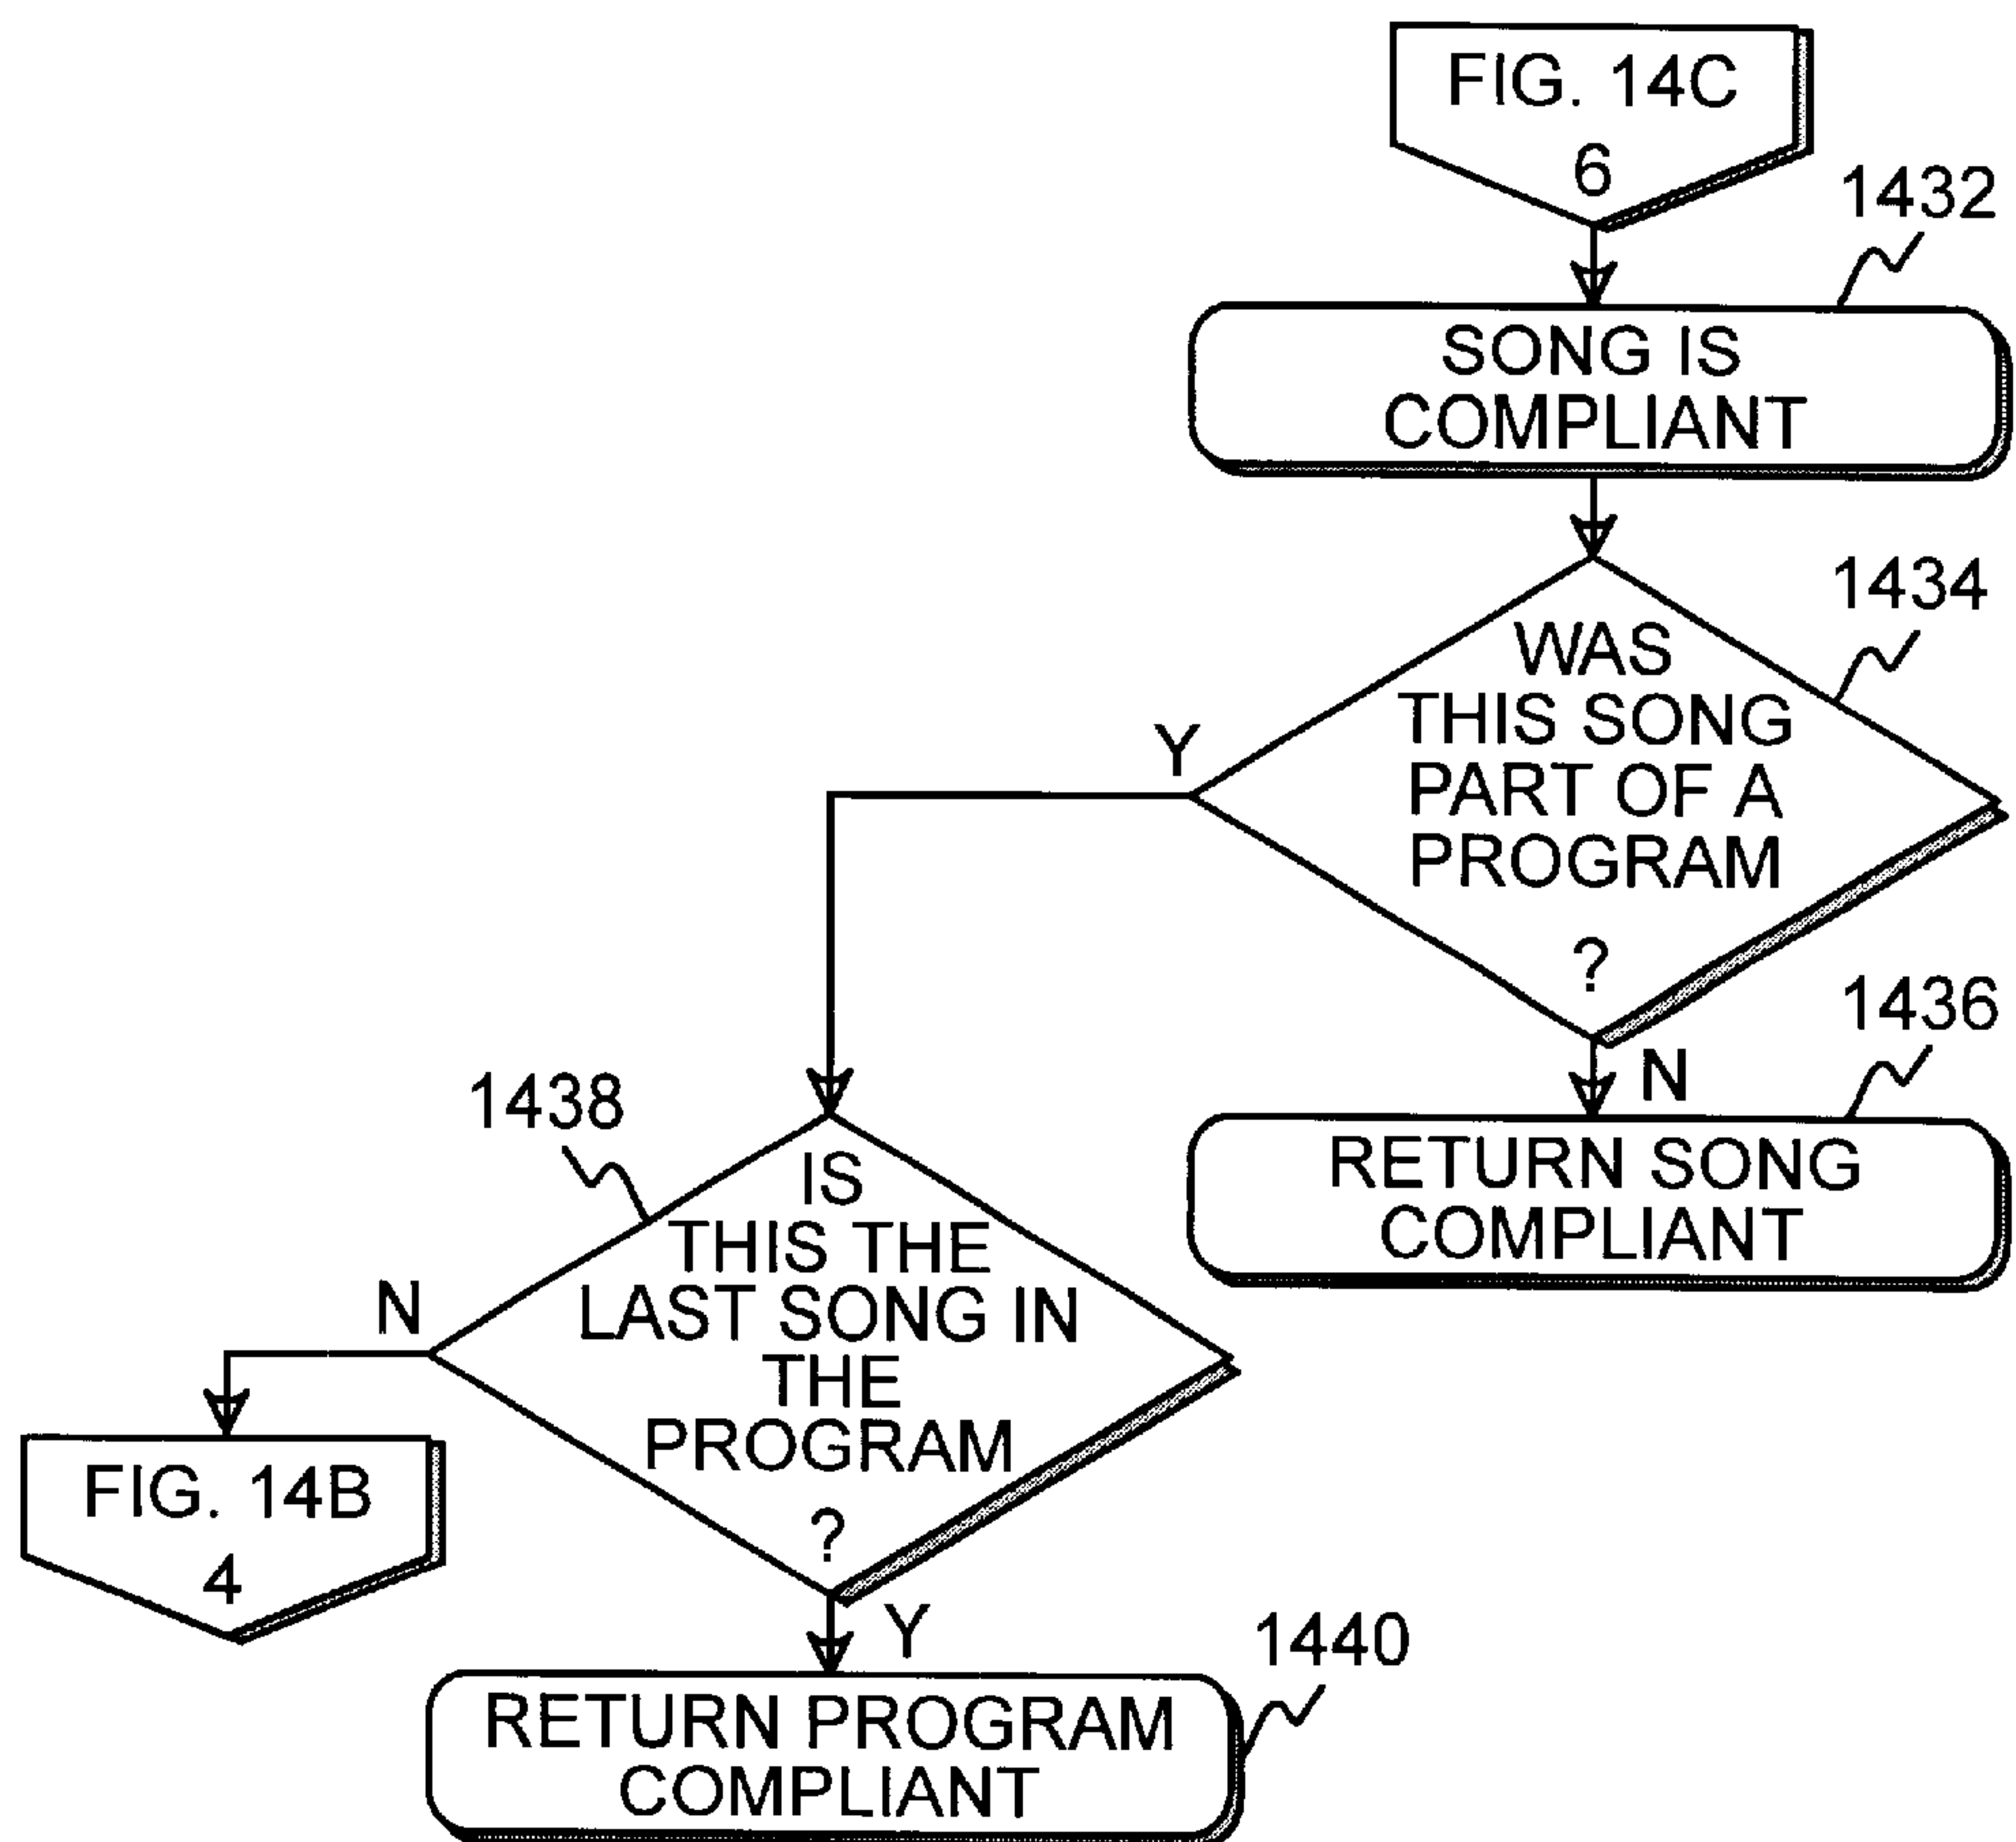 FIG. 14C
6
1432
SONG IS
COMPLIANT
1434
WAS
THIS SONG
PART OF A
PROGRAM
?
Y
N
1436
RETURN SONG
COMPLIANT
1438
IS
THIS THE
LAST SONG IN
THE
PROGRAM
?
N
FIG. 14B
4
Y
1440
RETURN PROGRAM
COMPLIANT